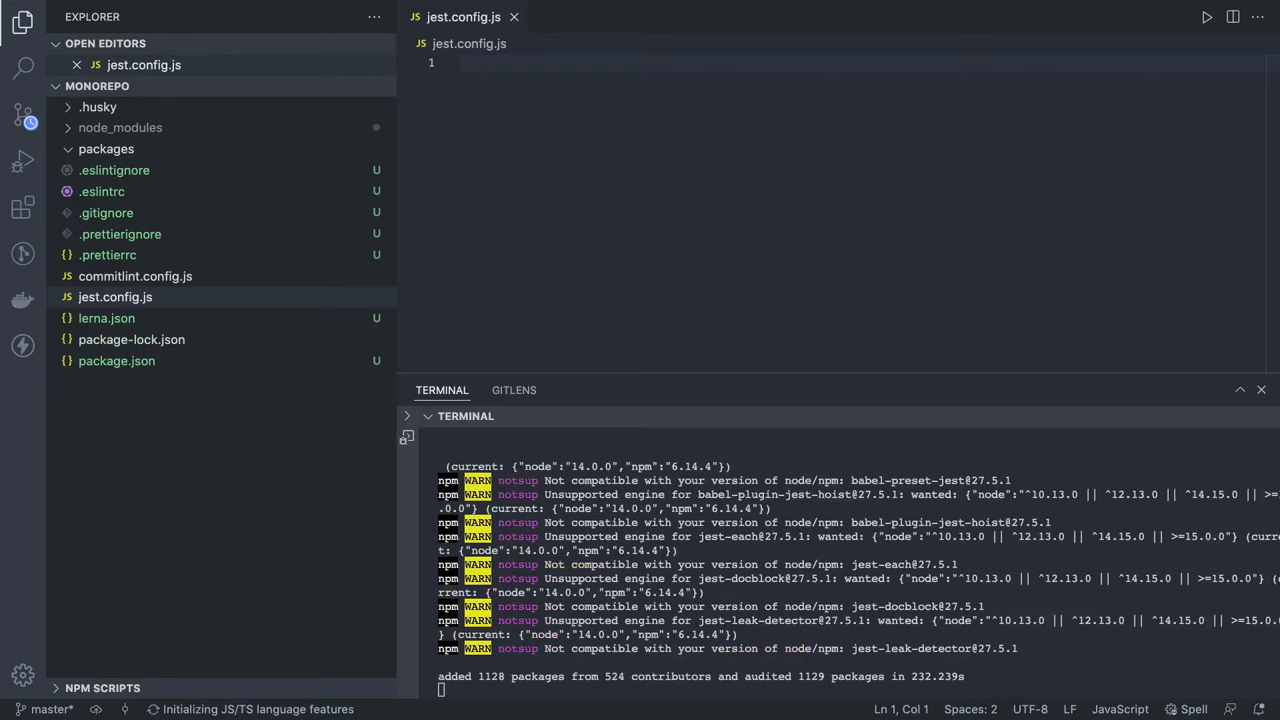 EXPLORER
OPEN EDITORS
JS jest.config.js
MONOREPO
.husky
node_modules
packages
.eslintignore U
.eslintrc U
.gitignore U
.prettierignore U
{} .prettierrc U
JS commitlint.config.js
JS jest.config.js
{} lerna.json U
{} package-lock.json
{} package.json U
NPM SCRIPTS
JS jest.config.js
JS jest.config.js
1
TERMINAL GITLENS
TERMINAL
(current: {"node":"14.0.0","npm":"6.14.4"})
npm WARN notsup Not compatible with your version of node/npm: babel-preset-jest@27.5.1
npm WARN notsup Unsupported engine for babel-plugin-jest-hoist@27.5.1: wanted: {"node":"^10.13.0 || ^12.13.0 || ^14.15.0 || >=
.0.0"} (current: {"node":"14.0.0","npm":"6.14.4"})
npm WARN notsup Not compatible with your version of node/npm: babel-plugin-jest-hoist@27.5.1
npm WARN notsup Unsupported engine for jest-each@27.5.1: wanted: {"node":"^10.13.0 || ^12.13.0 || ^14.15.0 || >=15.0.0"} (curr
t: {"node":"14.0.0","npm":"6.14.4"})
npm WARN notsup Not compatible with your version of node/npm: jest-each@27.5.1
npm WARN notsup Unsupported engine for jest-docblock@27.5.1: wanted: {"node":"^10.13.0 || ^12.13.0 || ^14.15.0 || >=15.0.0"} (
rrent: {"node":"14.0.0","npm":"6.14.4"})
npm WARN notsup Not compatible with your version of node/npm: jest-docblock@27.5.1
npm WARN notsup Unsupported engine for jest-leak-detector@27.5.1: wanted: {"node":"^10.13.0 || ^12.13.0 || ^14.15.0 || >=15.0.
} (current: {"node":"14.0.0","npm":"6.14.4"})
npm WARN notsup Not compatible with your version of node/npm: jest-leak-detector@27.5.1
added 1128 packages from 524 contributors and audited 1129 packages in 232.239s
master* Initializing JS/TS language features Ln 1, Col 1 Spaces: 2 UTF-8 LF JavaScript Spell